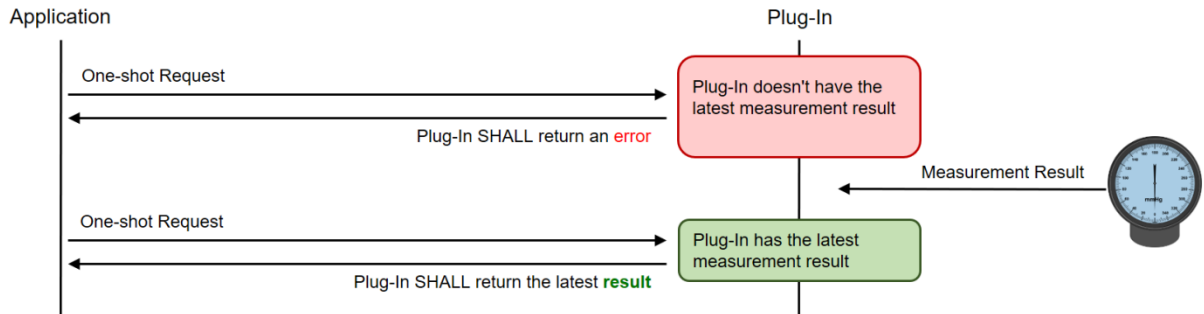 Application
Plug-In
One-shot Request
Plug-In doesn't have the
latest measurement result
Plug-In SHALL return an error
Measurement Result
mmHg
One-shot Request
Plug-In has the latest
measurement result
Plug-In SHALL return the latest result